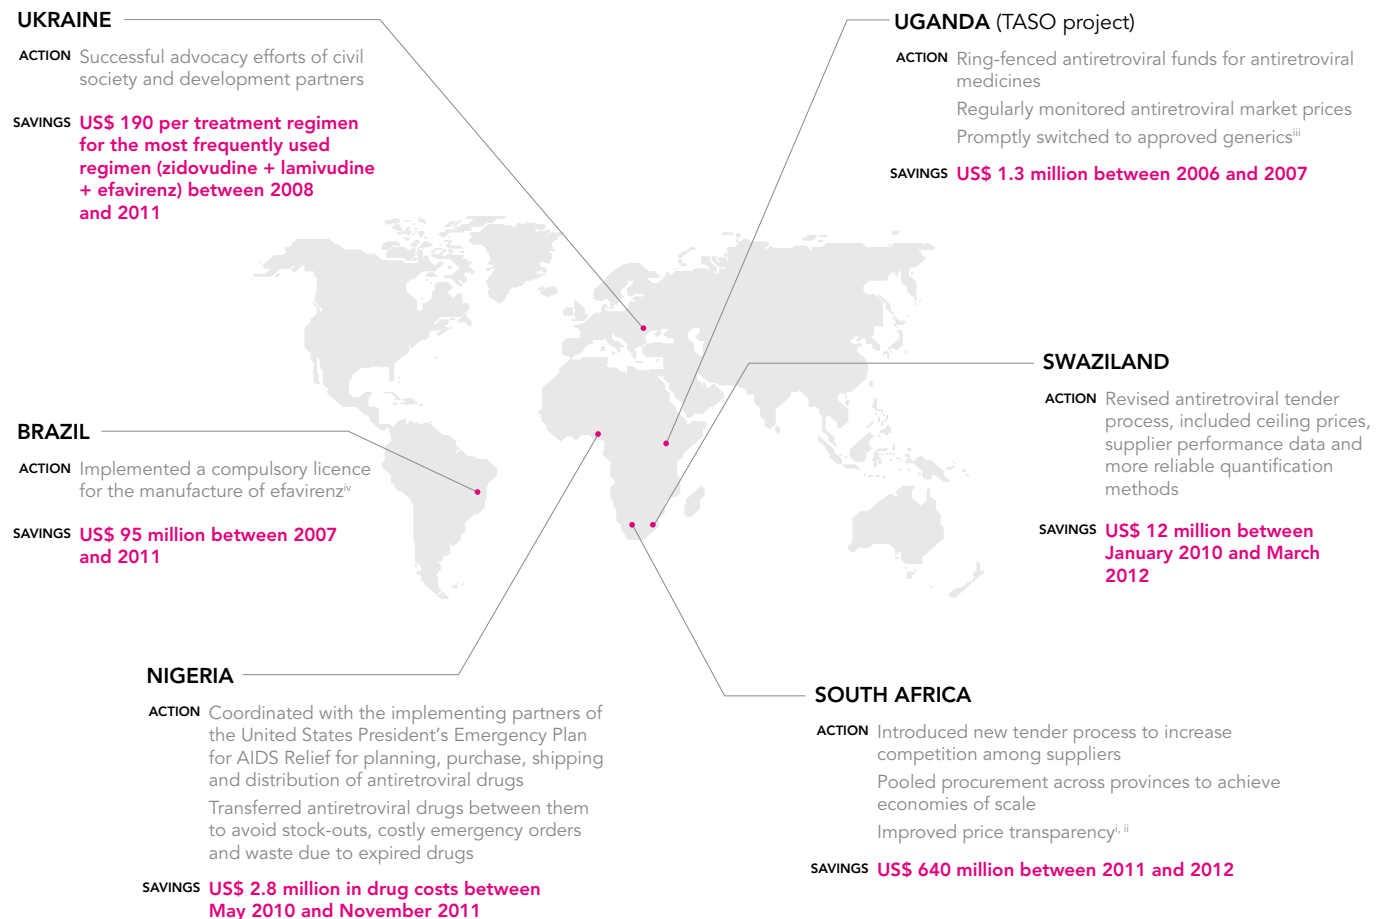 UKRAINE
ACTION Successful advocacy efforts of civil
society and development partners
SAVINGS US$ 190 per treatment regimen
for the most frequently used
regimen (zidovudine + lamivudine
+ efavirenz) between 2008
and 2011
UGANDA (TASO project)
ACTION Ring-fenced antiretroviral funds for antiretroviral
medicines
Regularly monitored antiretroviral market prices
Promptly switched to approved generics^iii
SAVINGS US$ 1.3 million between 2006 and 2007
SWAZILAND
ACTION Revised antiretroviral tender
process, included ceiling prices,
supplier performance data and
more reliable quantification
methods
SAVINGS US$ 12 million between
January 2010 and March
2012
BRAZIL
ACTION Implemented a compulsory licence
for the manufacture of efavirenz^iv
SAVINGS US$ 95 million between 2007
and 2011
NIGERIA
ACTION Coordinated with the implementing partners of
the United States President’s Emergency Plan
for AIDS Relief for planning, purchase, shipping
and distribution of antiretroviral drugs
Transferred antiretroviral drugs between them
to avoid stock-outs, costly emergency orders
and waste due to expired drugs
SAVINGS US$ 2.8 million in drug costs between
May 2010 and November 2011
SOUTH AFRICA
ACTION Introduced new tender process to increase
competition among suppliers
Pooled procurement across provinces to achieve
economies of scale
Improved price transparency^i, ii
SAVINGS US$ 640 million between 2011 and 2012